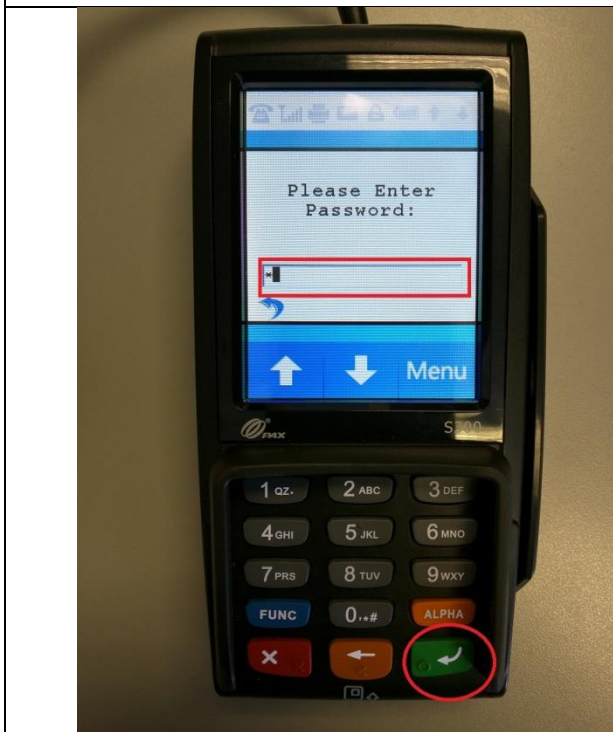 Please Enter
Password:
*
Menu
PAX
S300
1 QZ.
2 ABC
3 DEF
4 GHI
5 JKL
6 MNO
7 PRS
8 TUV
9 WXY
FUNC
0,*#
ALPHA